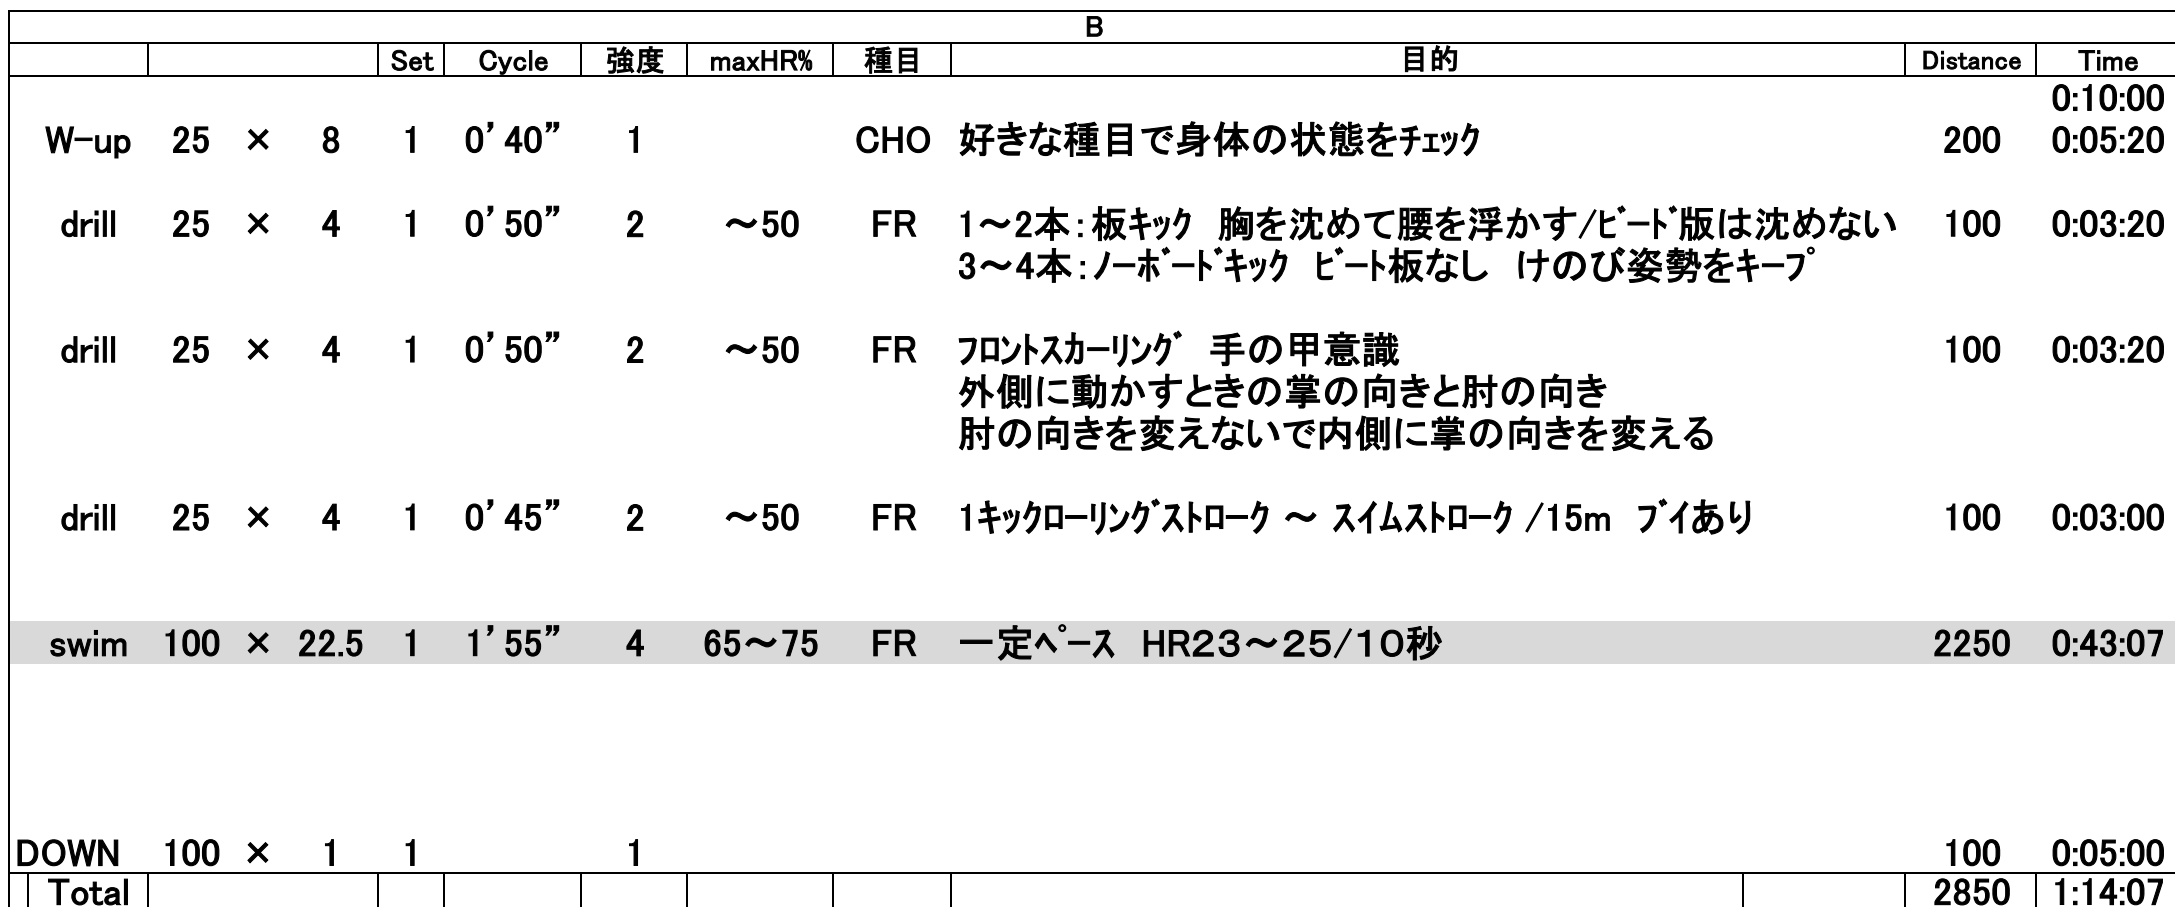 B
Set Cycle 強度 maxHR% 種目 目的 Distance Time
0:10:00
W-up 25 × 8 1 0’40” 1 CHO 好きな種目で身体の状態をﾁｪｯｸ 200 0:05:20
drill 25 × 4 1 0’50” 2 ～50 FR 1～2本：板ｷｯｸ 胸を沈めて腰を浮かす/ﾋﾞｰﾄﾞ版は沈めない 100 0:03:20
3～4本：ﾉｰﾎﾞｰﾄﾞｷｯｸ ﾋﾞｰﾄ板なし けのび姿勢をｷｰﾌﾟ
drill 25 × 4 1 0’50” 2 ～50 FR ﾌﾛﾝﾄｽｶｰﾘﾝｸﾞ 手の甲意識 100 0:03:20
外側に動かすときの掌の向きと肘の向き
肘の向きを変えないで内側に掌の向きを変える
drill 25 × 4 1 0’45” 2 ～50 FR 1ｷｯｸﾛｰﾘﾝｸﾞｽﾄﾛｰｸ ～ ｽｲﾑｽﾄﾛｰｸ /15m ﾌﾞｲあり 100 0:03:00
swim 100 × 22.5 1 1’55” 4 65～75 FR 一定ﾍﾟｰｽ HR２３～２５/１０秒 2250 0:43:07
DOWN 100 × 1 1 1 100 0:05:00
Total 2850 1:14:07